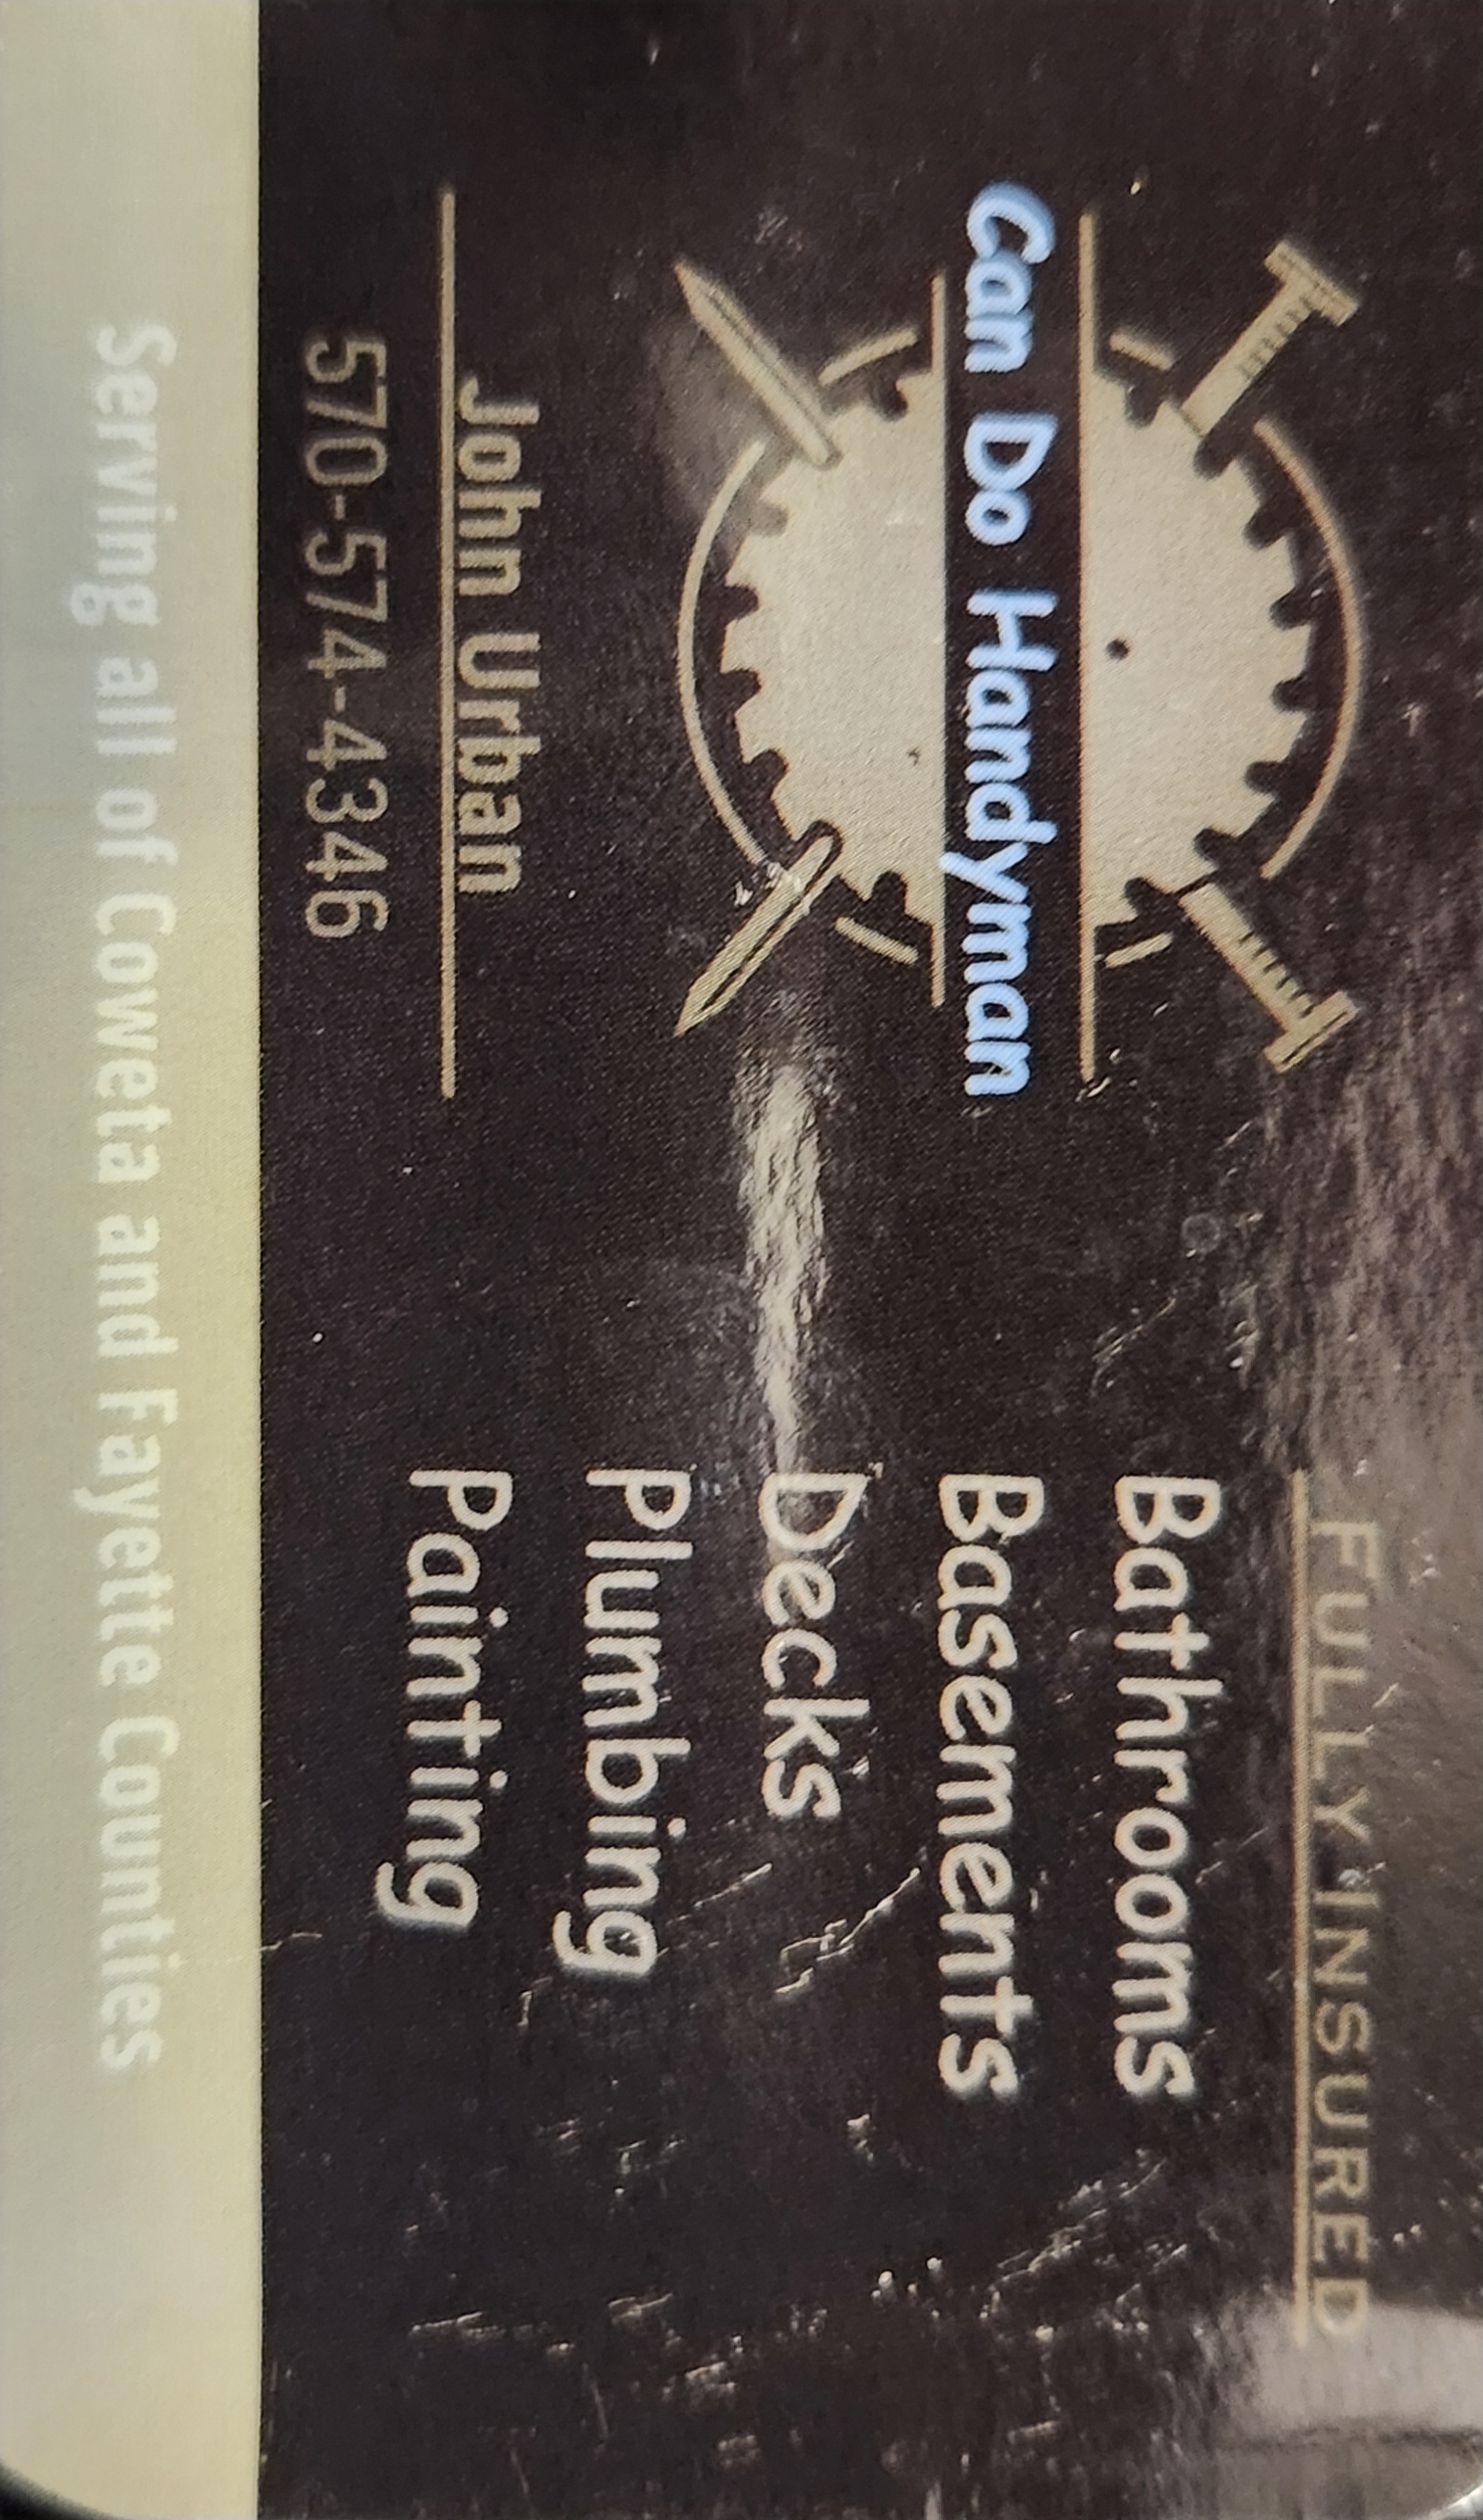 Can Do Handyman
John Urban
570-574-4346
FULLY INSURED
Bathrooms
Basements
Decks
Plumbing
Painting
Serving all of Coweta and Fayette Counties